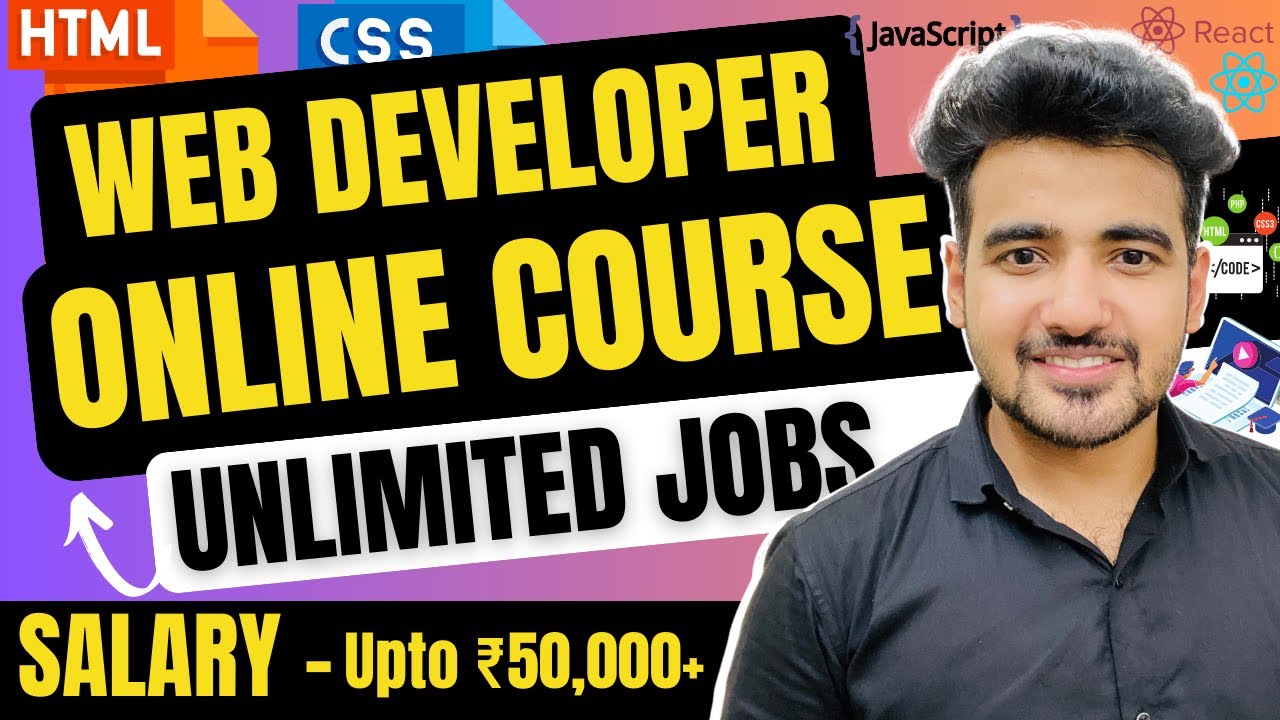 HTML
CSS
{ JavaScript }
React
WEB DEVELOPER
ONLINE COURSE
PHP
HTML
CSS3
</CODE>
UNLIMITED JOBS
SALARY – Upto ₹50,000+